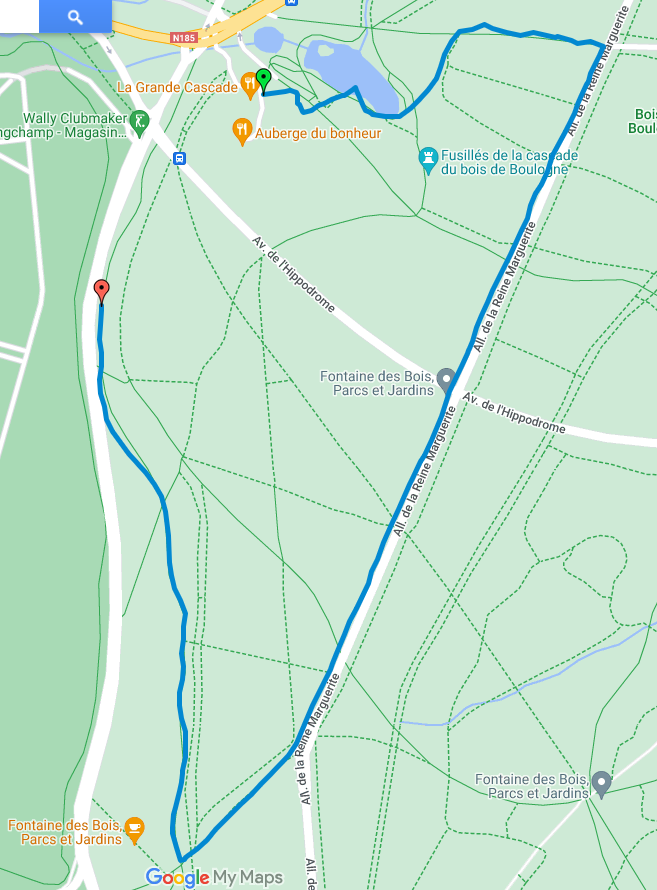 N185
La Grande Cascade
Wally Clubmaker
ngchamp - Magasin...
Auberge du bonheur
Fusillés de la cascade
du bois de Boulogne
All. de la Reine Marguerite
Bois
Boul
Av. de l'Hippodrome
All. de la Reine Marguerite
Fontaine des Bois,
Parcs et Jardins
Av. de l'Hippodrome
All. de la Reine Marguerite
All. de la Reine Marguerite
Fontaine des Bois,
Parcs et Jardins
Fontaine des Bois,
Parcs et Jardins
All. de
Google My Maps